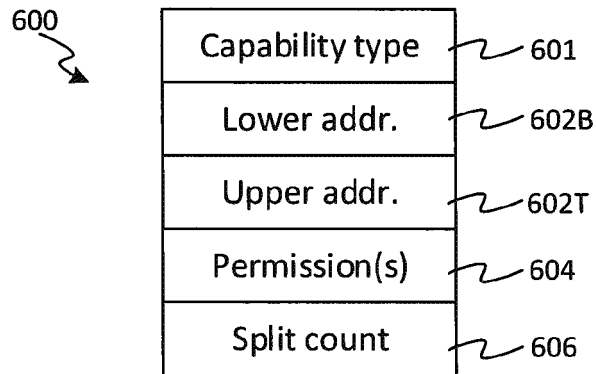 600
Capability type 601
Lower addr. 602B
Upper addr. 602T
Permission(s) 604
Split count 606